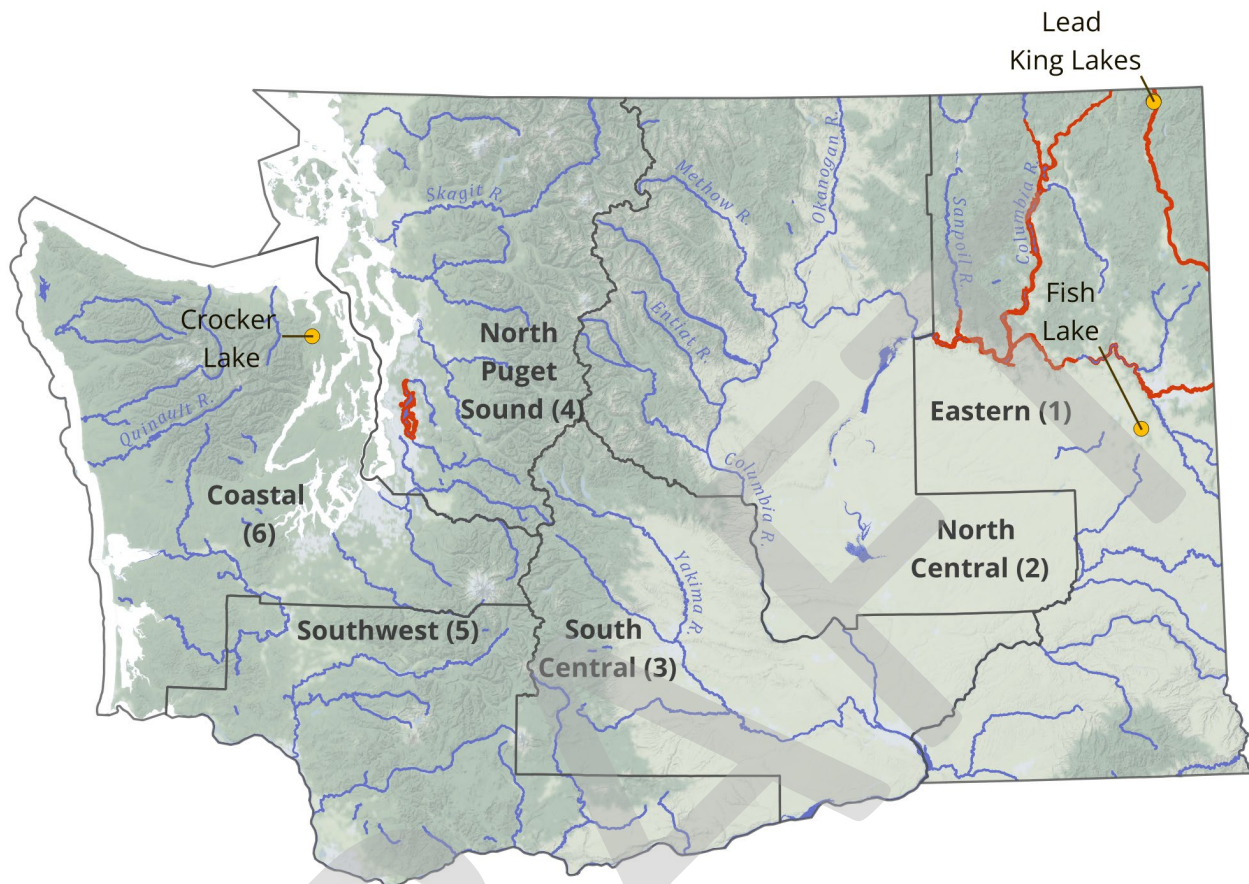 Lead
King Lakes
Skagit R.
Methow R.
Okanogan R.
Sanpoil R.
Columbia R.
Fish
Lake
Crocker
Lake
North
Puget
Sound (4)
Entiat R.
Quinault R.
Eastern (1)
Coastal
(6)
Columbia R.
North
Central (2)
Yakima R.
Southwest (5)
South
Central (3)
DRAFT